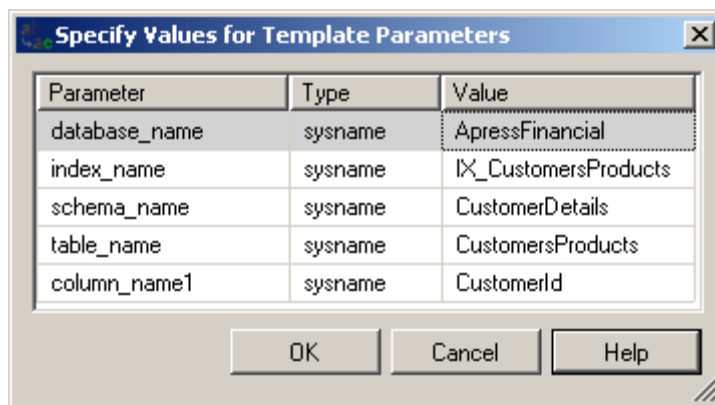 Specify Values for Template Parameters
Parameter Type Value
database_name sysname ApressFinancial
index_name sysname IX_CustomersProducts
schema_name sysname CustomerDetails
table_name sysname CustomersProducts
column_name1 sysname CustomerId
OK Cancel Help